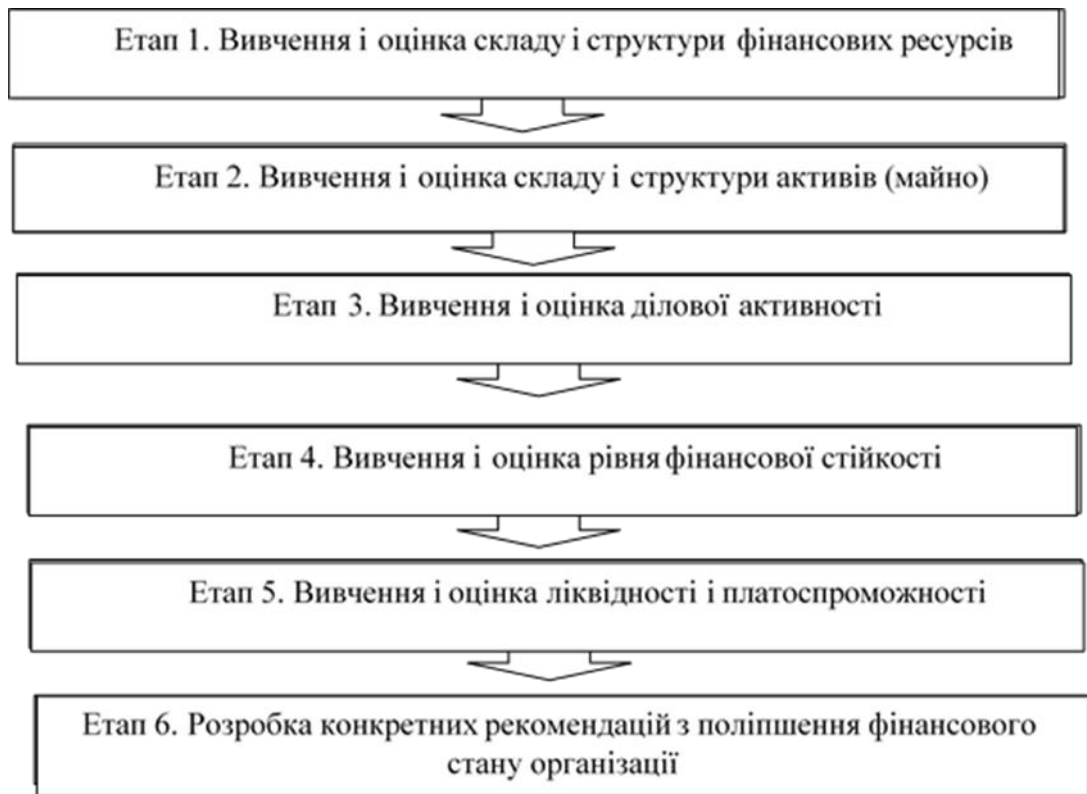 Етап 1. Вивчення і оцінка складу і структури фінансових ресурсів
Етап 2. Вивчення і оцінка складу і структури активів (майно)
Етап 3. Вивчення і оцінка ділової активності
Етап 4. Вивчення і оцінка рівня фінансової стійкості
Етап 5. Вивчення і оцінка ліквідності і платоспроможності
Етап 6. Розробка конкретних рекомендацій з поліпшення фінансового
стану організації